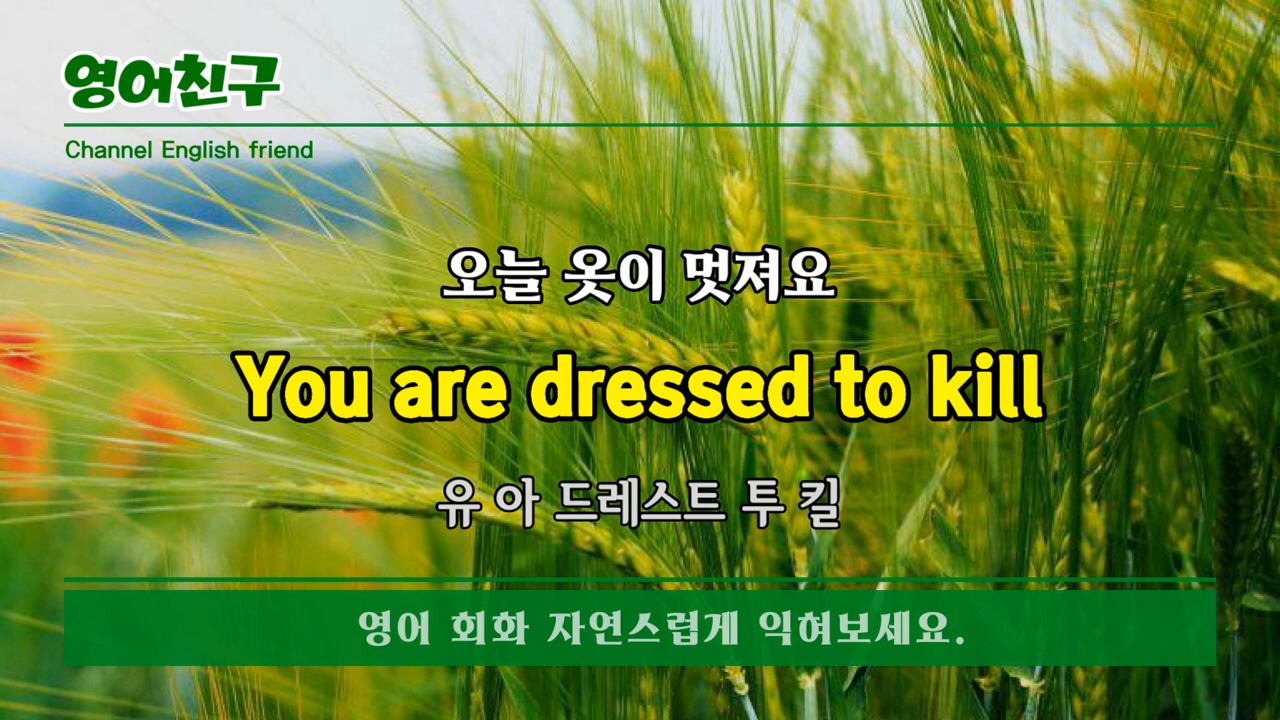 영어친구
Channel English friend
오늘 옷이 멋져요
You are dressed to kill
유 아 드레스트 투 킬
영어 회화 자연스럽게 익혀보세요.